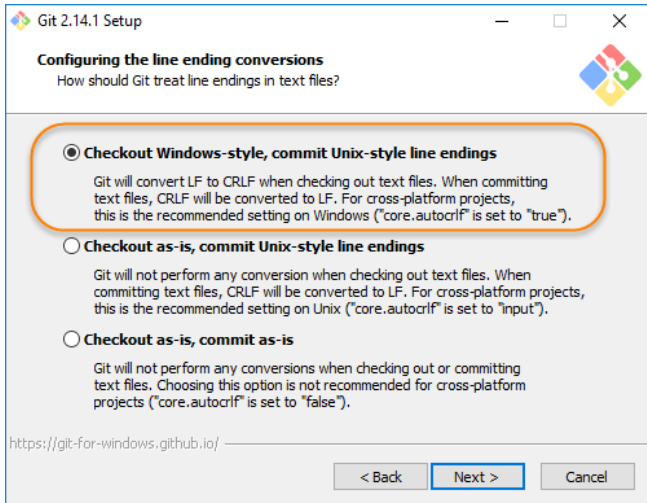 Git 2.14.1 Setup
Configuring the line ending conversions
How should Git treat line endings in text files?
Checkout Windows-style, commit Unix-style line endings
Git will convert LF to CRLF when checking out text files. When committing
text files, CRLF will be converted to LF. For cross-platform projects,
this is the recommended setting on Windows ("core.autocrlf" is set to "true").
Checkout as-is, commit Unix-style line endings
Git will not perform any conversion when checking out text files. When
committing text files, CRLF will be converted to LF. For cross-platform projects,
this is the recommended setting on Unix ("core.autocrlf" is set to "input").
Checkout as-is, commit as-is
Git will not perform any conversions when checking out or committing
text files. Choosing this option is not recommended for cross-platform
projects ("core.autocrlf" is set to "false").
https://git-for-windows.github.io/
< Back Next > Cancel